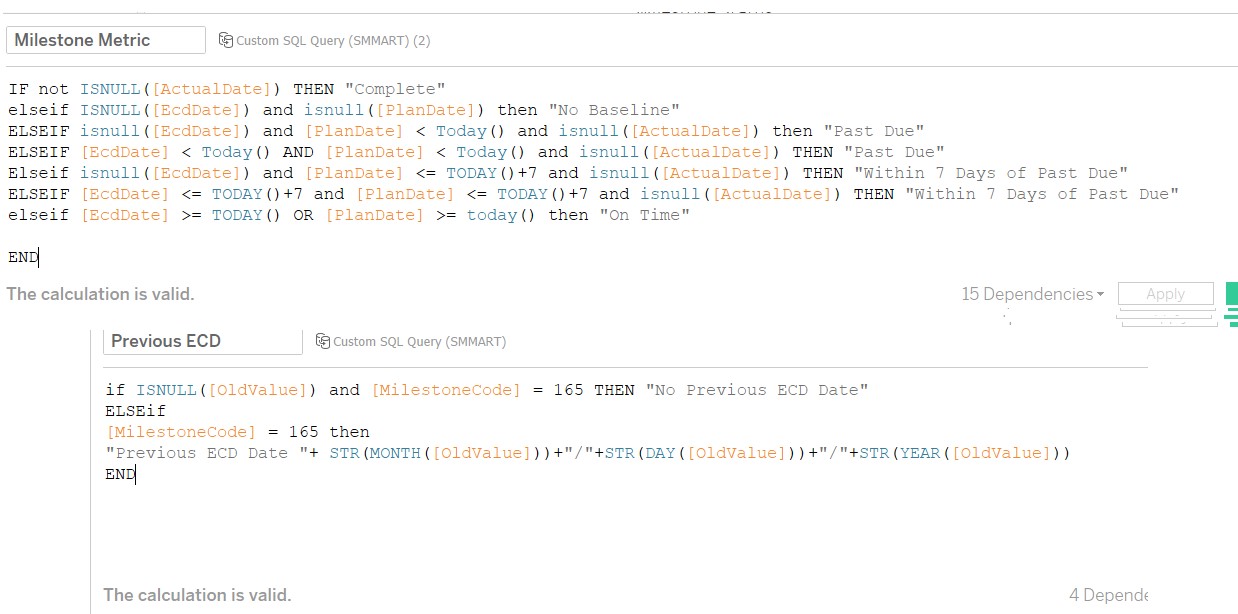 Milestone Metric
Custom SQL Query (SMMART) (2)
IF not ISNULL([ActualDate]) THEN "Complete"
elseif ISNULL([EcdDate]) and isnull([PlanDate]) then "No Baseline"
ELSEIF isnull([EcdDate]) and [PlanDate] < Today() and isnull([ActualDate]) then "Past Due"
ELSEIF [EcdDate] < Today() AND [PlanDate] < Today() and isnull([ActualDate]) THEN "Past Due"
Elseif isnull([EcdDate]) and [PlanDate] <= TODAY()+7 and isnull([ActualDate]) THEN "Within 7 Days of Past Due"
ELSEIF [EcdDate] <= TODAY()+7 and [PlanDate] <= TODAY()+7 and isnull([ActualDate]) THEN "Within 7 Days of Past Due"
elseif [EcdDate] >= TODAY() OR [PlanDate] >= today() then "On Time"
END
The calculation is valid.
15 Dependencies
Apply
Previous ECD
Custom SQL Query (SMMART)
if ISNULL([OldValue]) and [MilestoneCode] = 165 THEN "No Previous ECD Date"
ELSEif
[MilestoneCode] = 165 then
"Previous ECD Date "+ STR(MONTH([OldValue]))+"/"+STR(DAY([OldValue]))+"/"+STR(YEAR([OldValue]))
END
The calculation is valid.
4 Depende